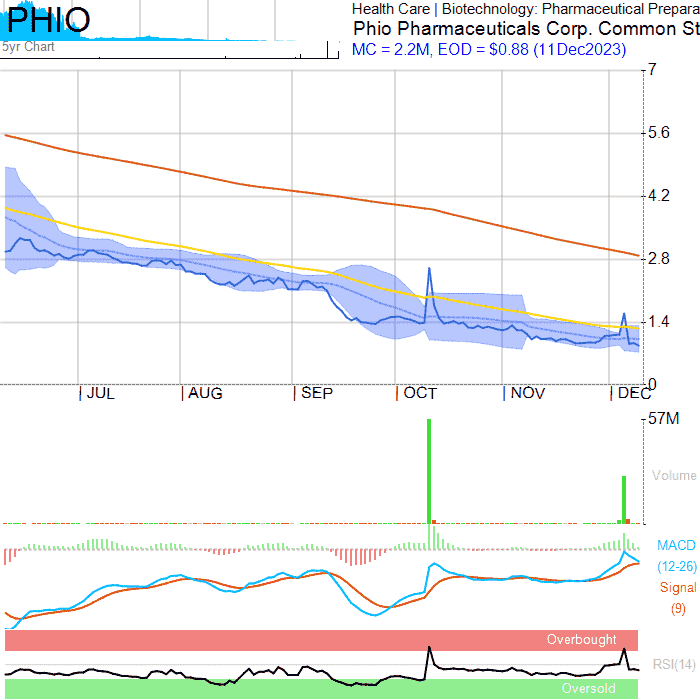 PHIO
5yr Chart
Health Care | Biotechnology: Pharmaceutical Prepara
Phio Pharmaceuticals Corp. Common St
MC = 2.2M, EOD = $0.88 (11Dec2023)
7
5.6
4.2
2.8
1.4
0
JUL AUG SEP OCT NOV DEC
57M
Volume
MACD
(12-26)
Signal
(9)
Overbought
RSI(14)
Oversold